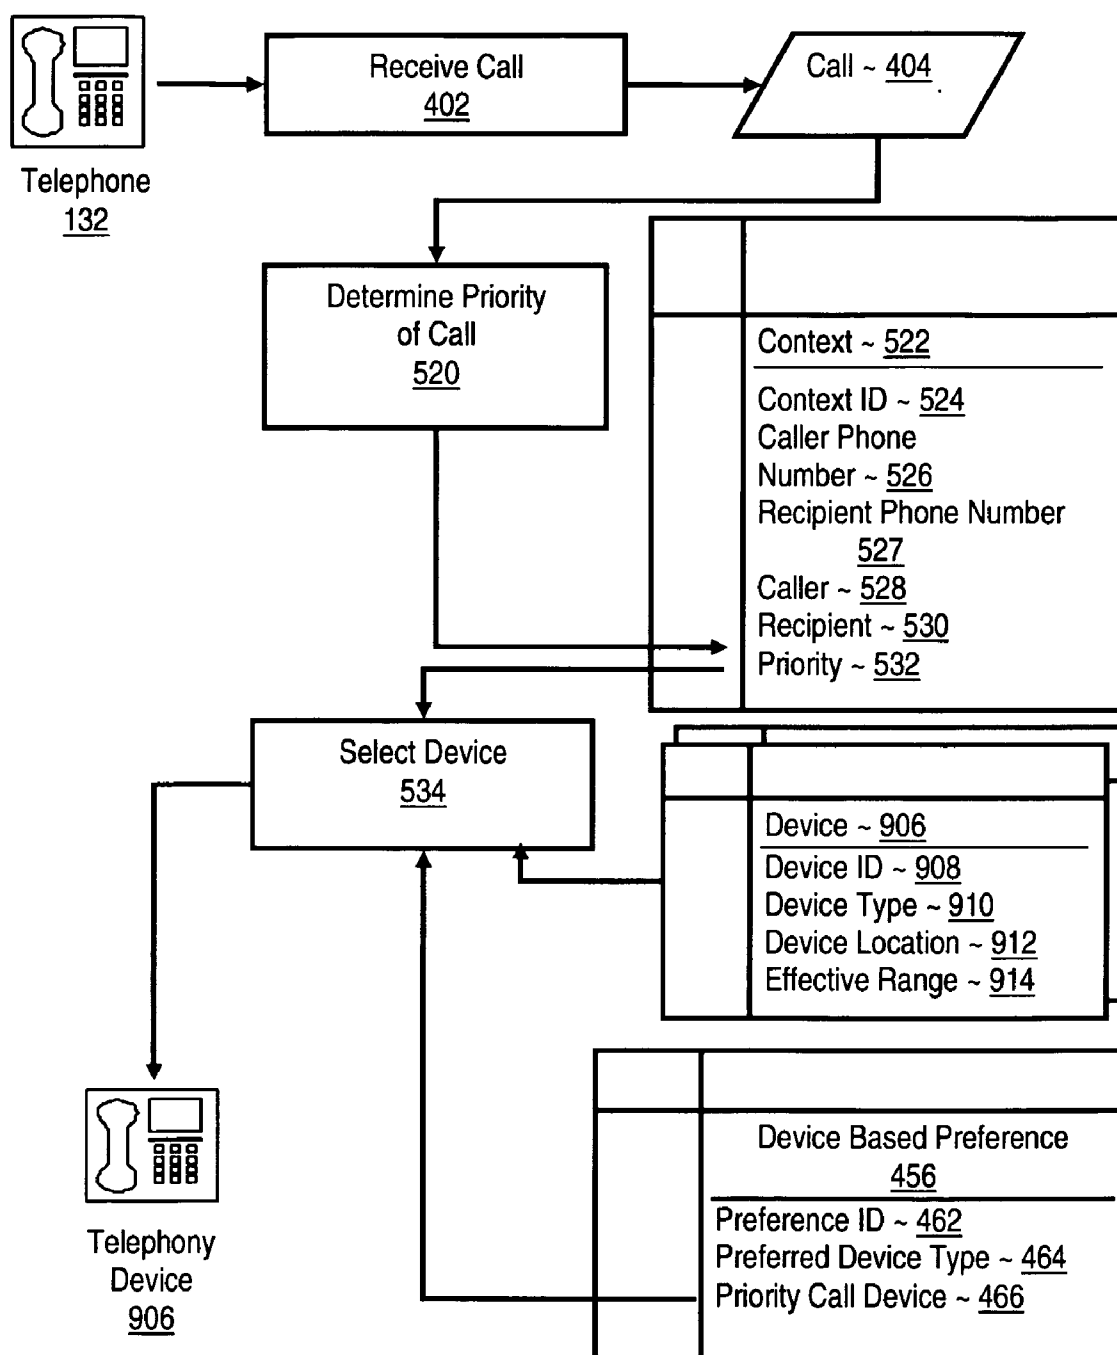 Receive Call
402
Call ~ 404
Telephone
132
Determine Priority
of Call
520
Context ~ 522
Context ID ~ 524
Caller Phone
Number ~ 526
Recipient Phone Number
527
Caller ~ 528
Recipient ~ 530
Priority ~ 532
Select Device
534
Device ~ 906
Device ID ~ 908
Device Type ~ 910
Device Location ~ 912
Effective Range ~ 914
Telephony
Device
906
Device Based Preference
456
Preference ID ~ 462
Preferred Device Type ~ 464
Priority Call Device ~ 466